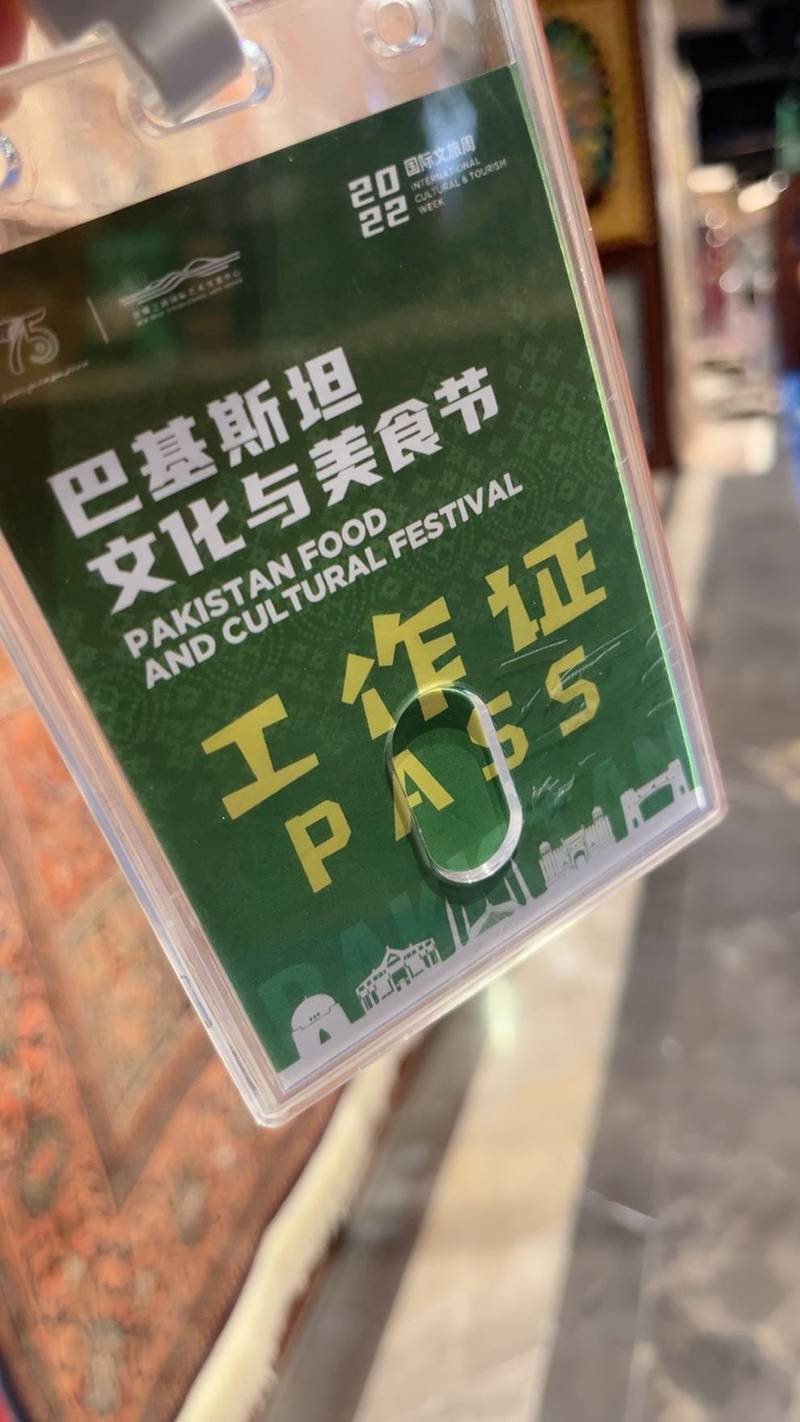 2022
国际文旅周
INTERNATIONAL
CULTURAL & TOURISM
WEEK
75
巴基斯坦
文化与美食节
PAKISTAN FOOD
AND CULTURAL FESTIVAL
工作证
PASS
PAKISTAN